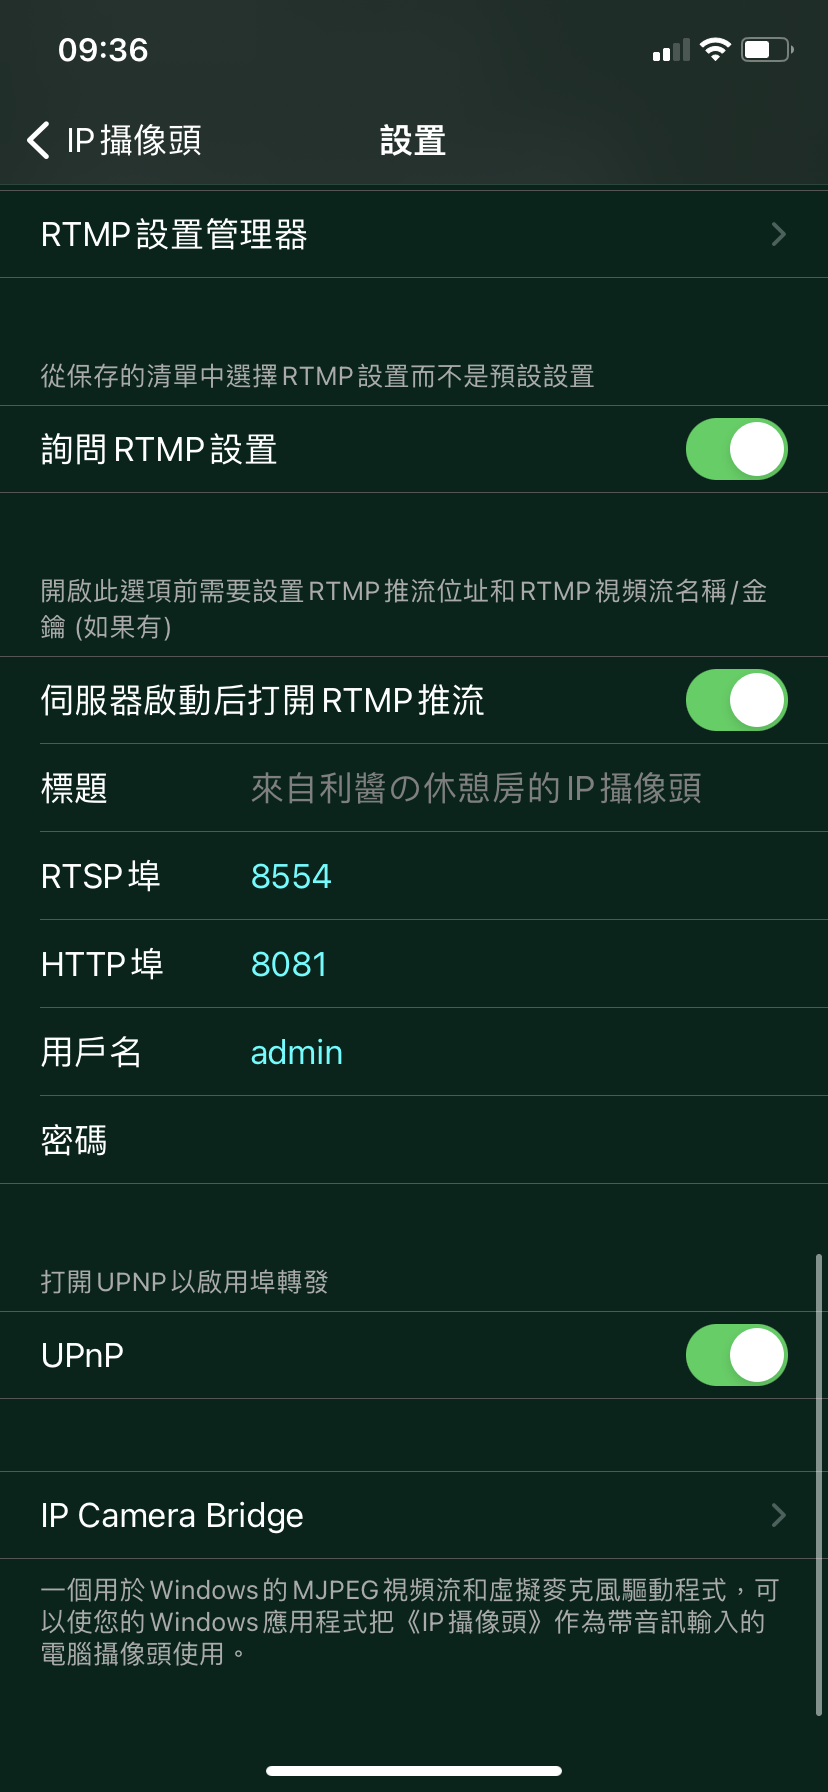 09:36
IP攝像頭
設置
RTMP設置管理器
從保存的清單中選擇RTMP設置而不是預設設置
詢問RTMP設置
開啟此選項前需要設置RTMP推流位址和RTMP視頻流名稱/金
鑰 (如果有)
伺服器啟動后打開RTMP推流
標題 來自利醬の休憩房的IP攝像頭
RTSP埠 8554
HTTP埠 8081
用戶名 admin
密碼
打開UPNP以啟用埠轉發
UPnP
IP Camera Bridge
一個用於Windows的MJPEG視頻流和虛擬麥克風驅動程式，可
以使您的Windows應用程式把《IP攝像頭》作為帶音訊輸入的
電腦攝像頭使用。